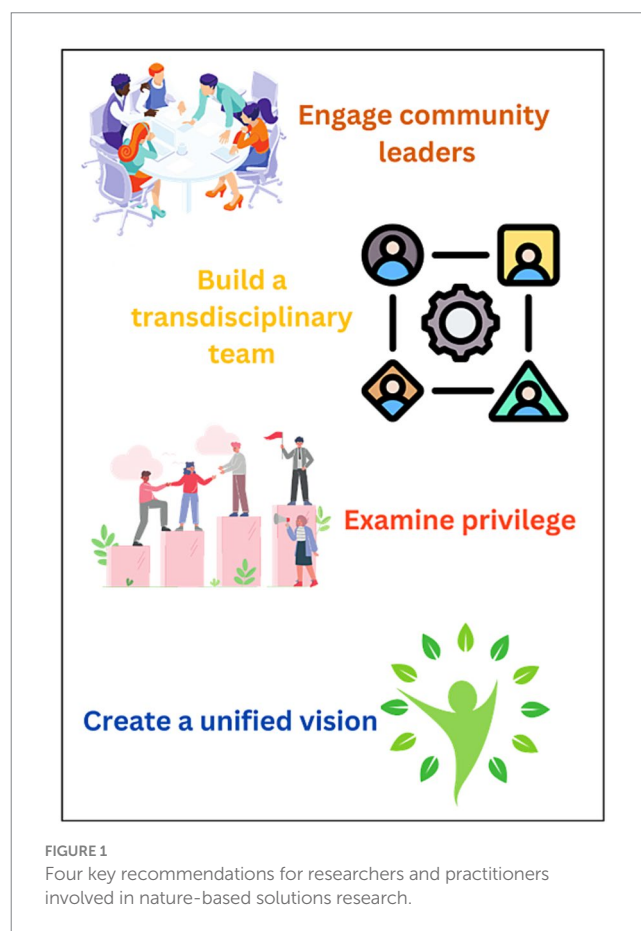 Engage community
leaders
Build a
transdisciplinary
team
Examine privilege
Create a unified vision
FIGURE 1
Four key recommendations for researchers and practitioners
involved in nature-based solutions research.